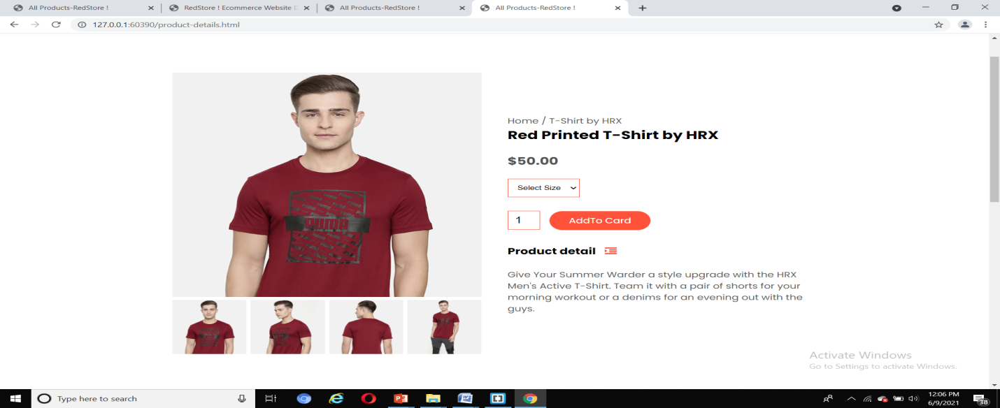 All Products-RedStore !
RedStore ! Ecommerce Website D
All Products-RedStore !
All Products-RedStore !
127.0.0.1:60390/product-details.html
Home / T-Shirt by HRX
Red Printed T-Shirt by HRX
$50.00
Select Size
1
AddTo Card
Product detail
Give Your Summer Warder a style upgrade with the HRX
Men's Active T-Shirt. Team it with a pair of shorts for your
morning workout or a denims for an evening out with the
guys.
Activate Windows
Go to Settings to activate Windows.
Type here to search
12:06 PM
6/9/2021
38